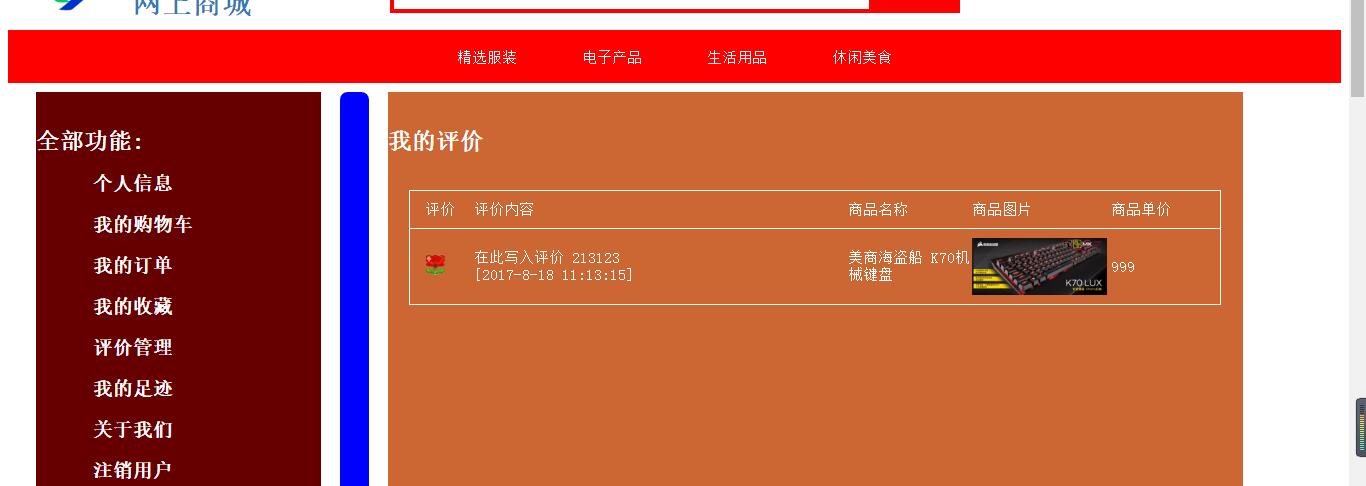 网上商城
精选服装 电子产品 生活用品 休闲美食
全部功能:
个人信息
我的购物车
我的订单
我的收藏
评价管理
我的足迹
关于我们
注销用户
我的评价
评价 评价内容 商品名称 商品图片 商品单价
在此写入评价 213123
[2017-8-18 11:13:15]
美商海盗船 K70机
械键盘
K70 LUX
999